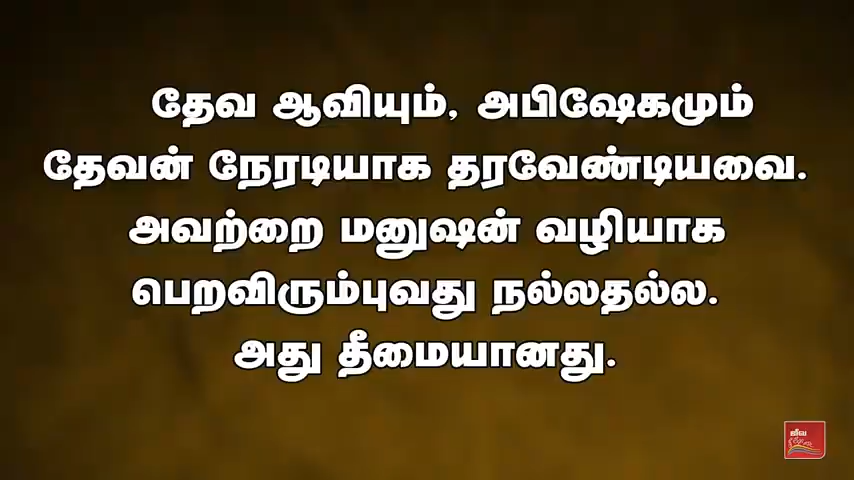 தேவ ஆவியும், அபிஷேகமும்
தேவன் நேரடியாக தரவேண்டியவை.
அவற்றை மனுஷன் வழியாக
பெறவிரும்புவது நல்லதல்ல.
அது தீமையானது.
ஜீவ